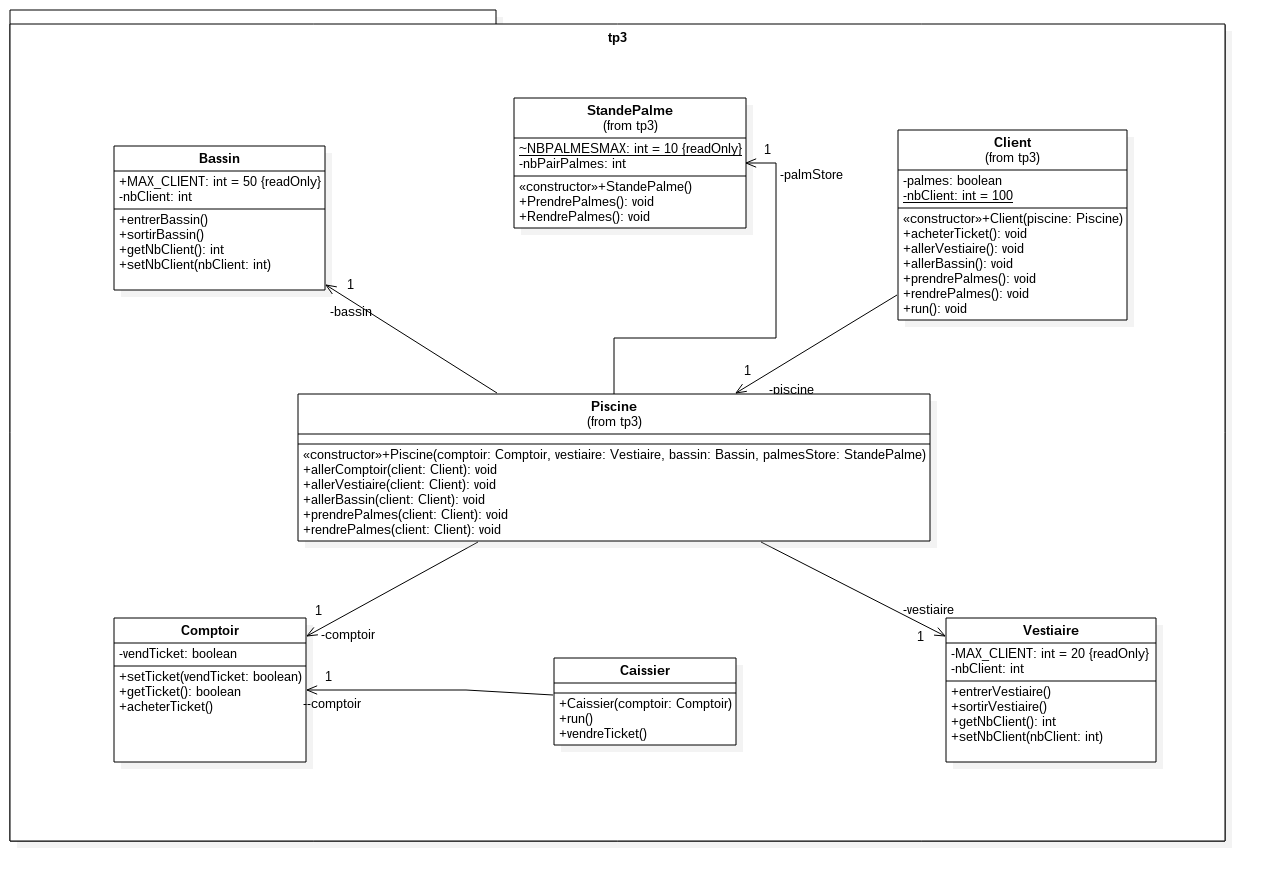 tp3
StandePalme
(from tp3)
~NBPALMESMAX: int = 10 {readOnly}
-nbPairPalmes: int
«constructor»+StandePalme()
+PrendrePalmes(): void
+RendrePalmes(): void
1
-palmStore
Client
(from tp3)
-palmes: boolean
-nbClient: int = 100
«constructor»+Client(piscine: Piscine)
+acheterTicket(): void
+allerVestiaire(): void
+allerBassin(): void
+prendrePalmes(): void
+rendrePalmes(): void
+run(): void
Bassin
+MAX_CLIENT: int = 50 {readOnly}
-nbClient: int
+entrerBassin()
+sortirBassin()
+getNbClient(): int
+setNbClient(nbClient: int)
1
-bassin
1
-piscine
Piscine
(from tp3)
«constructor»+Piscine(comptoir: Comptoir, vestiaire: Vestiaire, bassin: Bassin, palmesStore: StandePalme)
+allerComptoir(client: Client): void
+allerVestiaire(client: Client): void
+allerBassin(client: Client): void
+prendrePalmes(client: Client): void
+rendrePalmes(client: Client): void
1
-comptoir
-vestiaire
1
Comptoir
-vendTicket: boolean
+setTicket(vendTicket: boolean)
+getTicket(): boolean
+acheterTicket()
1
--comptoir
Caissier
+Caissier(comptoir: Comptoir)
+run()
+vendreTicket()
Vestiaire
-MAX_CLIENT: int = 20 {readOnly}
-nbClient: int
+entrerVestiaire()
+sortirVestiaire()
+getNbClient(): int
+setNbClient(nbClient: int)